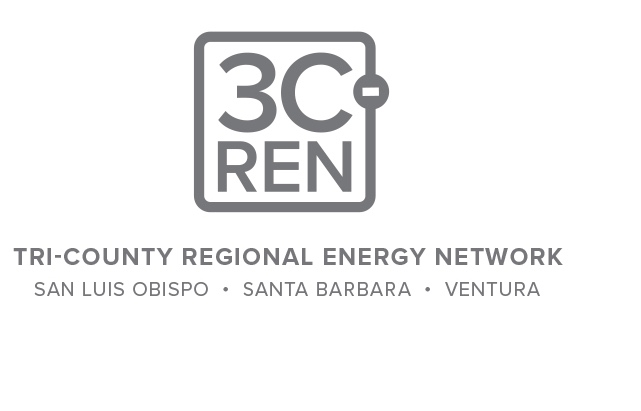 3C-
REN
TRI-COUNTY REGIONAL ENERGY NETWORK
SAN LUIS OBISPO • SANTA BARBARA • VENTURA